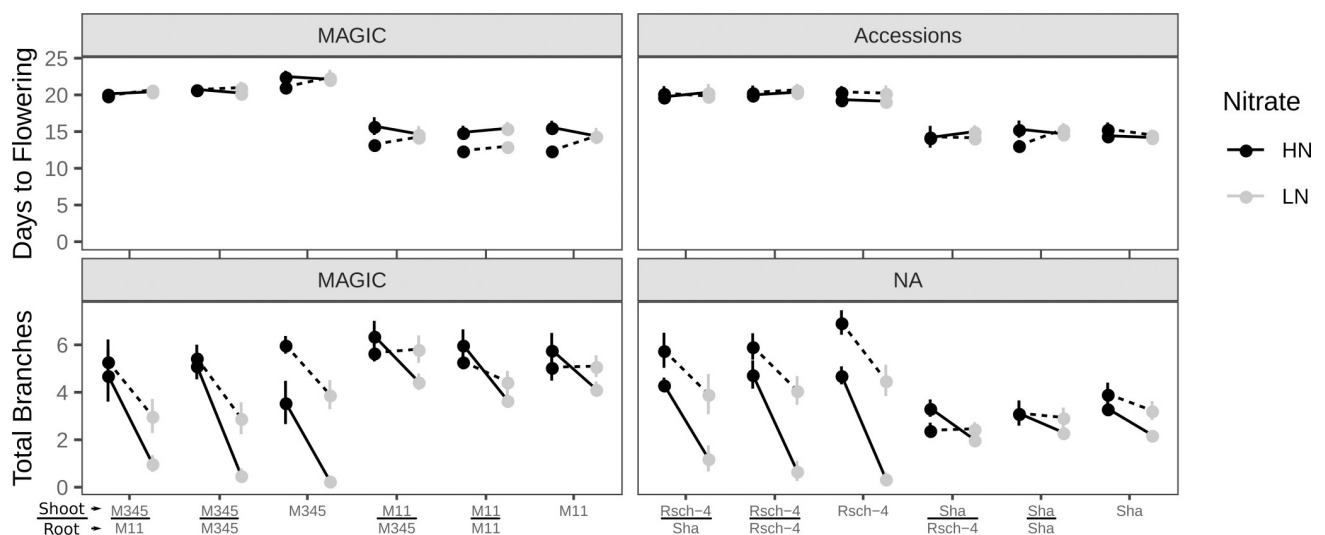 MAGIC
Accessions
Days to Flowering
25
20
15
10
5
0
Nitrate
HN
LN
MAGIC
NA
Total Branches
6
4
2
0
Shoot M345 M345 M345 M11 M11 M11 Rsch−4 Rsch−4 Rsch−4 Sha Sha Sha
Root M11 M345 M345 M11 Sha Rsch−4 Rsch−4 Sha